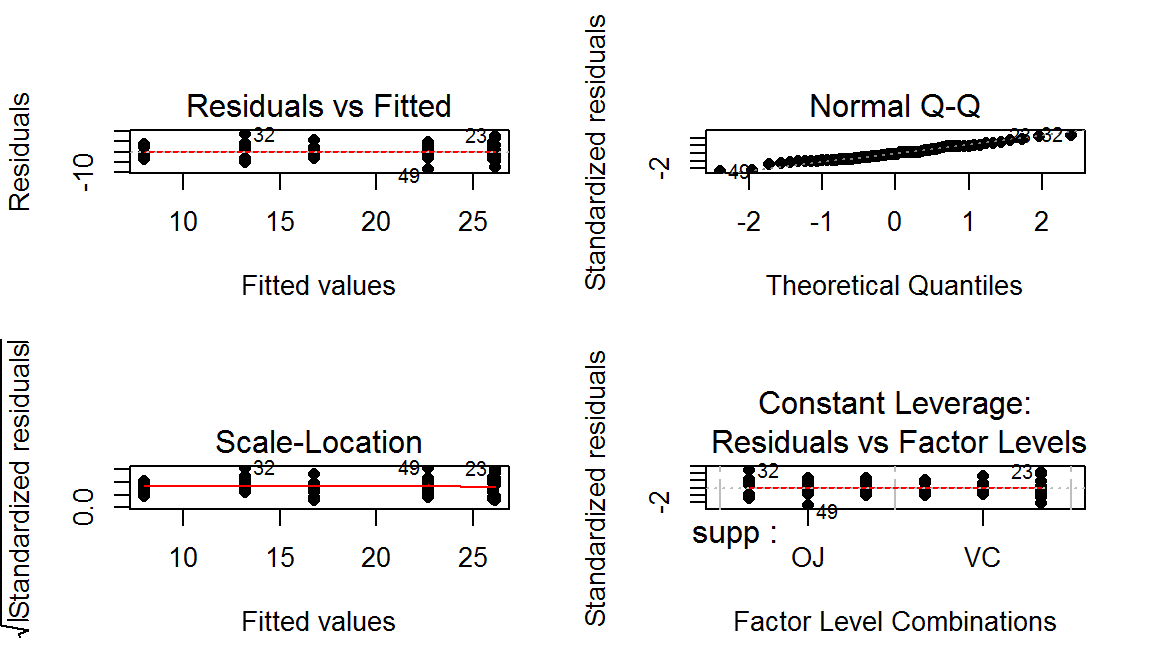 Residuals vs Fitted
Residuals
-10
32
23
49
10 15 20 25
Fitted values
Normal Q-Q
Standardized residuals
-2
49
23
32
-2 -1 0 1 2
Theoretical Quantiles
Scale-Location
√|Standardized residuals|
0.0
32
49
23
10 15 20 25
Fitted values
Constant Leverage:
Residuals vs Factor Levels
Standardized residuals
-2
32
23
49
supp :
OJ VC
Factor Level Combinations